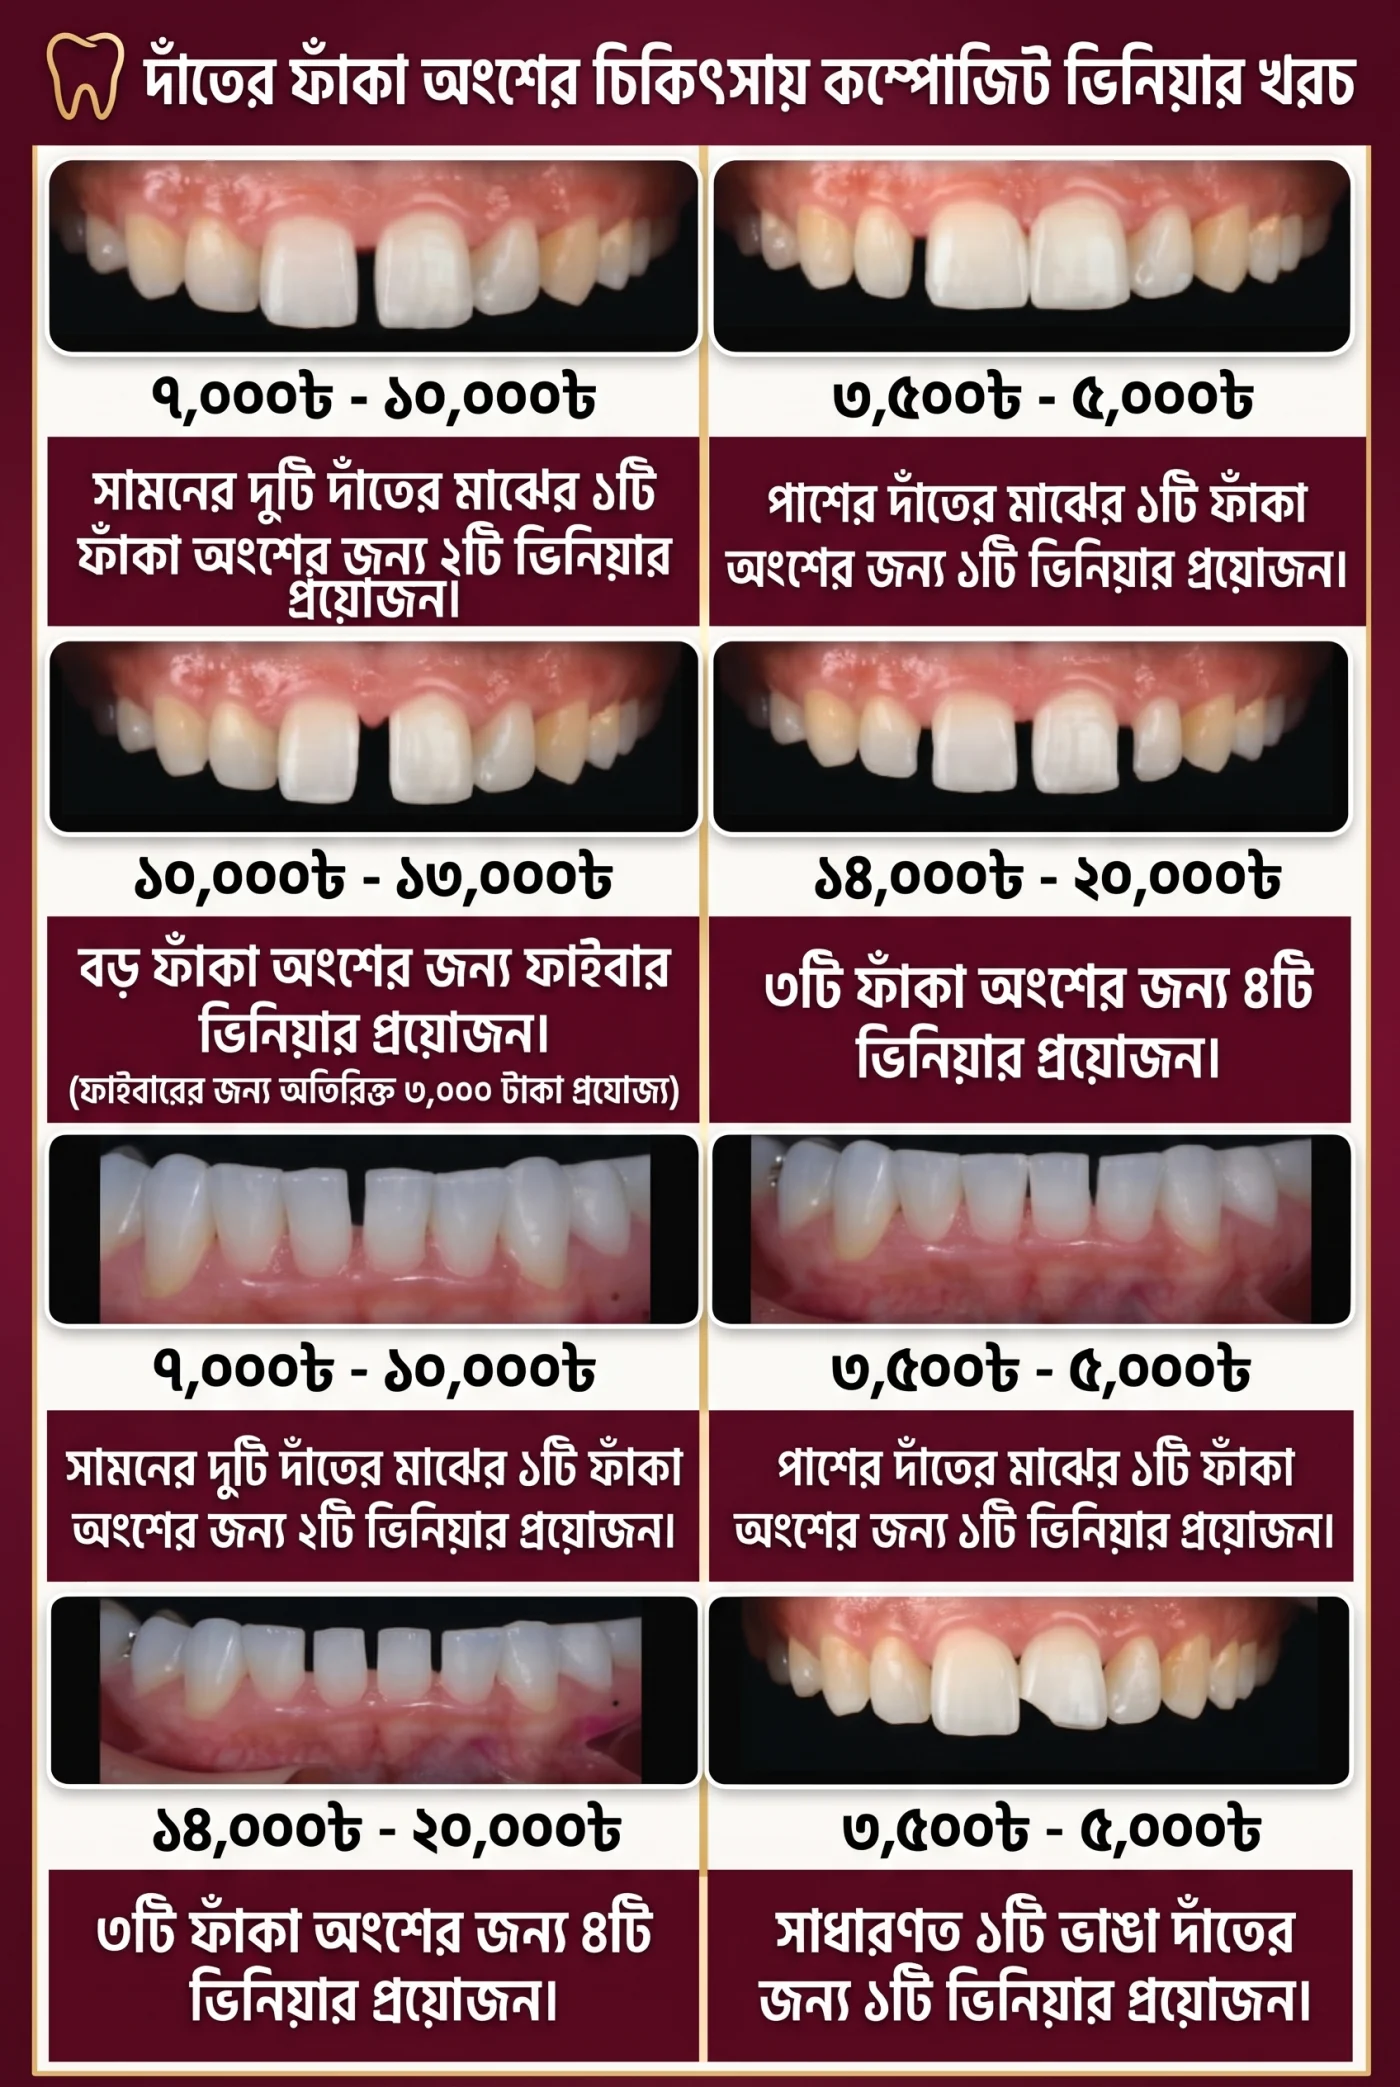 দাঁতের ফাঁকা অংশের চিকিৎসায় কম্পোজিট ভিনিয়ার খরচ
৭,০০০৳ - ১০,০০০৳
সামনের দুটি দাঁতের মাঝের ১টি
ফাঁকা অংশের জন্য ২টি ভিনিয়ার
প্রয়োজন।
৩,৫০০৳ - ৫,০০০৳
পাশের দাঁতের মাঝের ১টি ফাঁকা
অংশের জন্য ১টি ভিনিয়ার প্রয়োজন।
১০,০০০৳ - ১৩,০০০৳
বড় ফাঁকা অংশের জন্য ফাইবার
ভিনিয়ার প্রয়োজন।
(ফাইবারের জন্য অতিরিক্ত ৩,০০০ টাকা প্রযোজ্য)
১৪,০০০৳ - ২০,০০০৳
৩টি ফাঁকা অংশের জন্য ৪টি
ভিনিয়ার প্রয়োজন।
৭,০০০৳ - ১০,০০০৳
সামনের দুটি দাঁতের মাঝের ১টি ফাঁকা
অংশের জন্য ২টি ভিনিয়ার প্রয়োজন।
৩,৫০০৳ - ৫,০০০৳
পাশের দাঁতের মাঝের ১টি ফাঁকা
অংশের জন্য ১টি ভিনিয়ার প্রয়োজন।
১৪,০০০৳ - ২০,০০০৳
৩টি ফাঁকা অংশের জন্য ৪টি
ভিনিয়ার প্রয়োজন।
৩,৫০০৳ - ৫,০০০৳
সাধারণত ১টি ভাঙা দাঁতের
জন্য ১টি ভিনিয়ার প্রয়োজন।